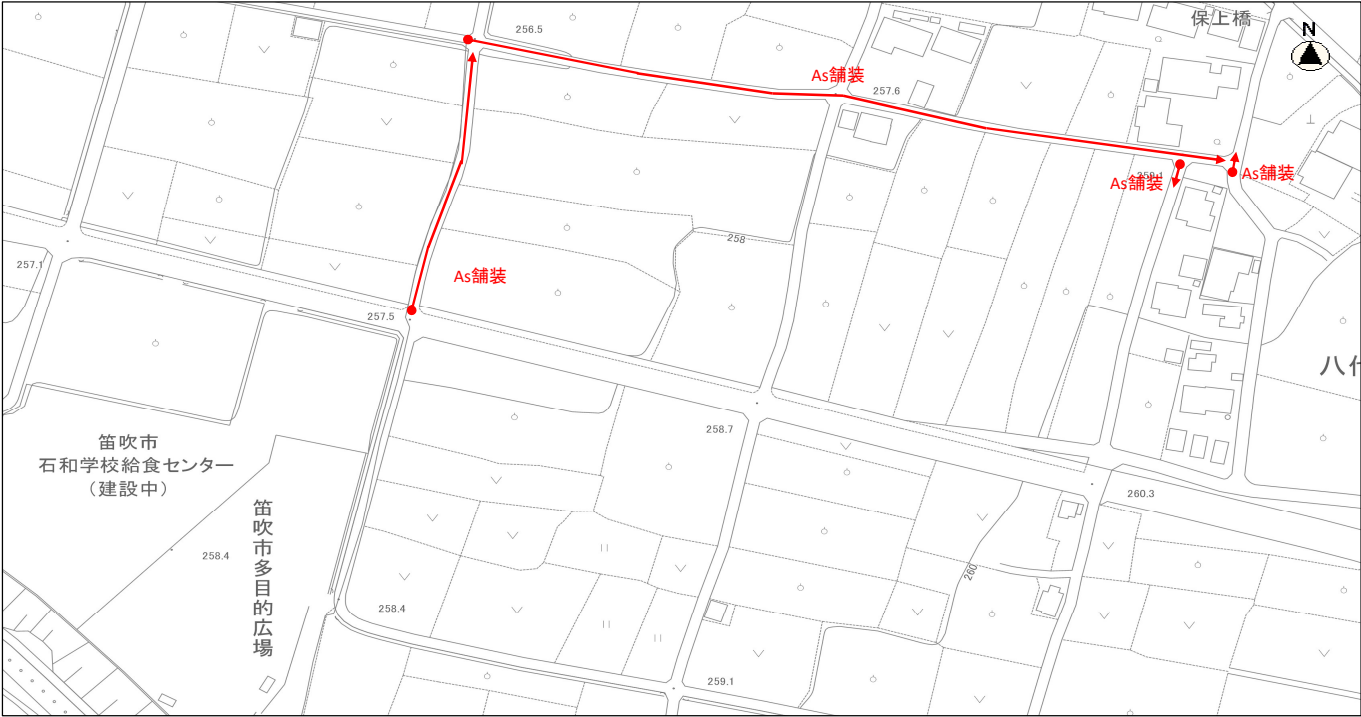 保上橋
N
256.5
As舗装
257.6
As舗装
259.1
As舗装
258
257.1
As舗装
257.5
八代
258.7
笛吹市
石和学校給食センター
（建設中）
笛吹市多目的広場
260.3
258.4
260
258.4
259.1